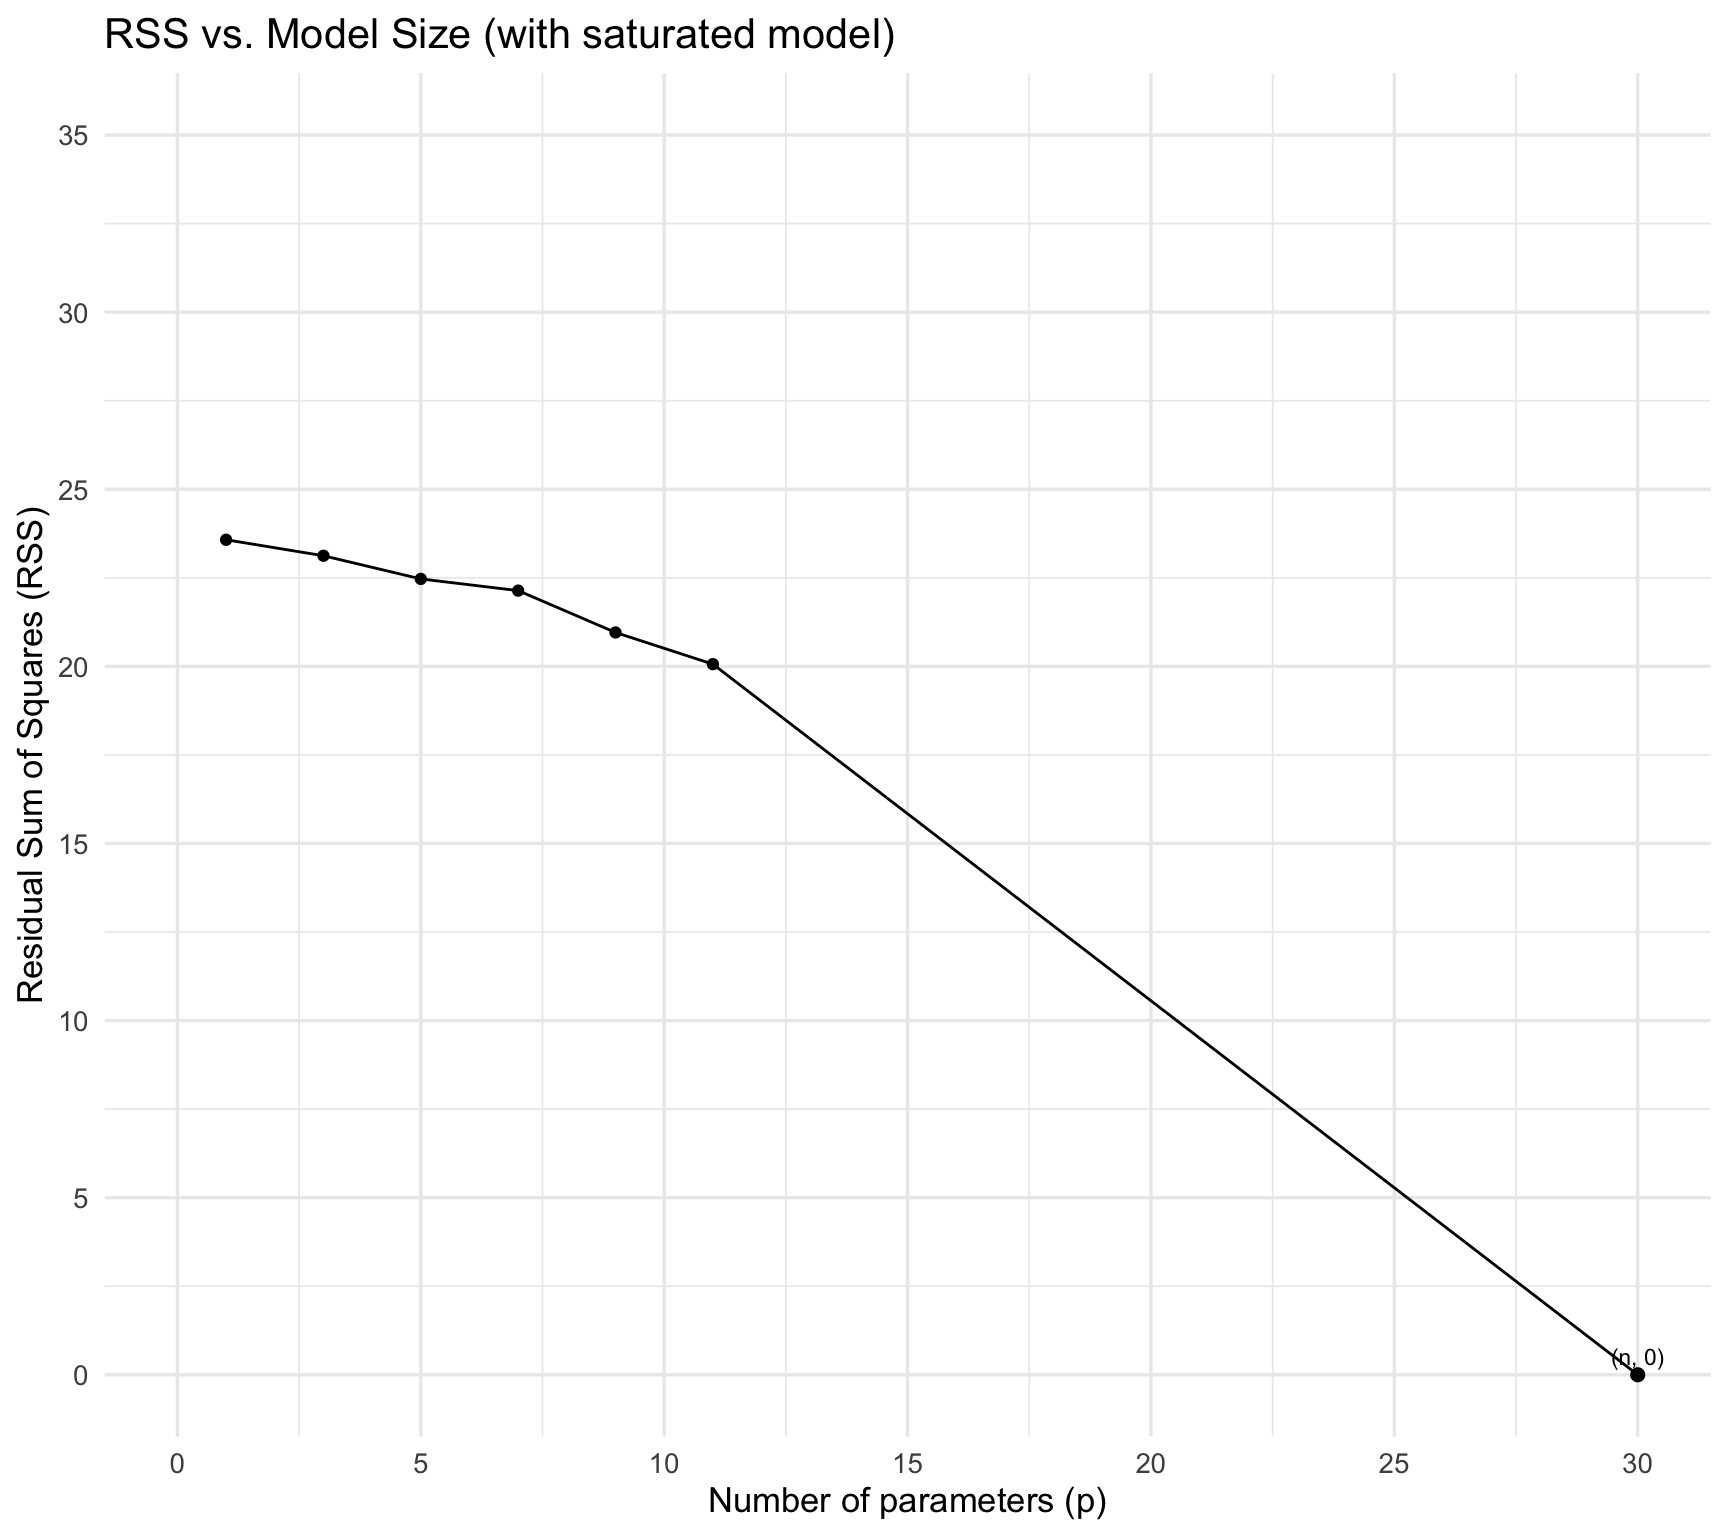 RSS vs. Model Size (with saturated model)
Residual Sum of Squares (RSS)
35
30
25
20
15
10
5
0
(n, 0)
0 5 10 15 20 25 30
Number of parameters (p)